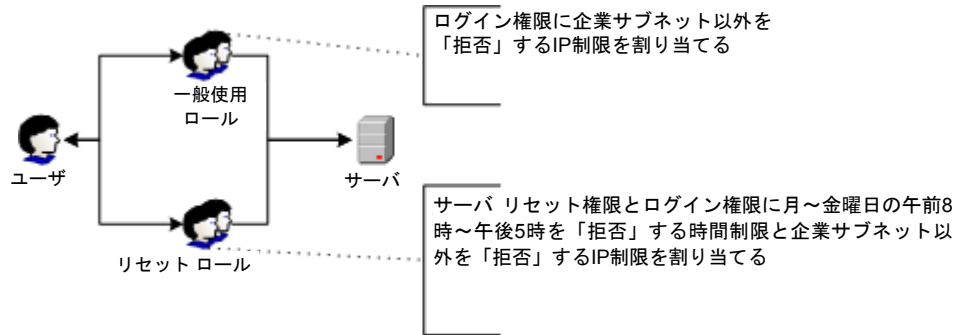 ログイン権限に企業サブネット以外を
「拒否」するIP制限を割り当てる
一般使用
ロール
ユーザ
サーバ
サーバ リセット権限とログイン権限に月～金曜日の午前8
時～午後5時を「拒否」する時間制限と企業サブネット以
外を「拒否」するIP制限を割り当てる
リセット ロール